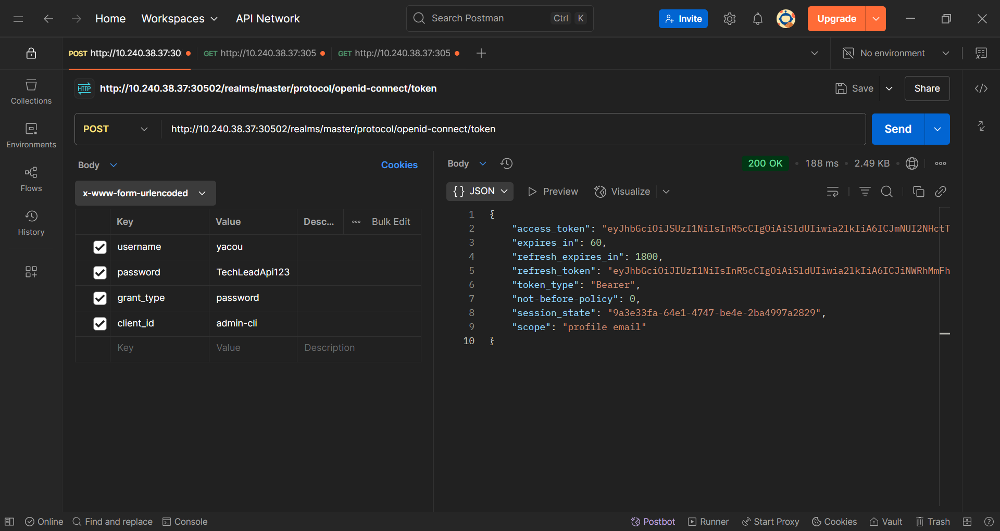 Home Workspaces API Network Search Postman Ctrl K Invite Upgrade
POST http://10.240.38.37:30 GET http://10.240.38.37:305 GET http://10.240.38.37:305 No environment
HTTP http://10.240.38.37:30502/realms/master/protocol/openid-connect/token Save Share
Collections
Environments
Flows
History
POST http://10.240.38.37:30502/realms/master/protocol/openid-connect/token Send
Body Cookies
x-www-form-urlencoded
Key Value Desc... Bulk Edit
username yacou
password TechLeadApi123
grant_type password
client_id admin-cli
Key Value Description
Body 200 OK 188 ms 2.49 KB
{} JSON Preview Visualize
1 {
2 "access_token": "eyJhbGciOiJSUzI1NiIsInR5cCIgOiAiSldUIiwia2lkIiA6ICJmNUI2NHctT
3 "expires_in": 60,
4 "refresh_expires_in": 1800,
5 "refresh_token": "eyJhbGciOiJIUzI1NiIsInR5cCIgOiAiSldUIiwia2lkIiA6ICJiNWRhMmFh
6 "token_type": "Bearer",
7 "not-before-policy": 0,
8 "session_state": "9a3e33fa-64e1-4747-be4e-2ba4997a2829",
9 "scope": "profile email"
10 }
Online Find and replace Console Postbot Runner Start Proxy Cookies Vault Trash